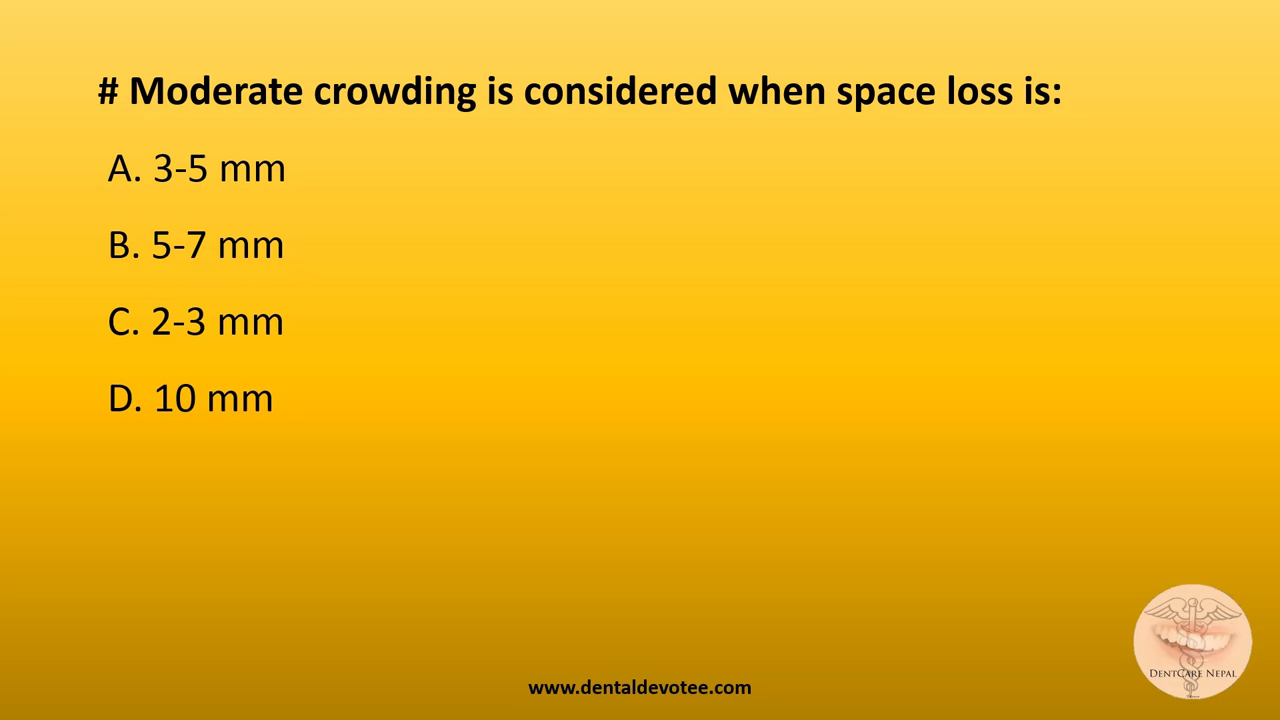 # Moderate crowding is considered when space loss is:
A. 3-5 mm
B. 5-7 mm
C. 2-3 mm
D. 10 mm
DENTCARE NEPAL
www.dentaldevotee.com